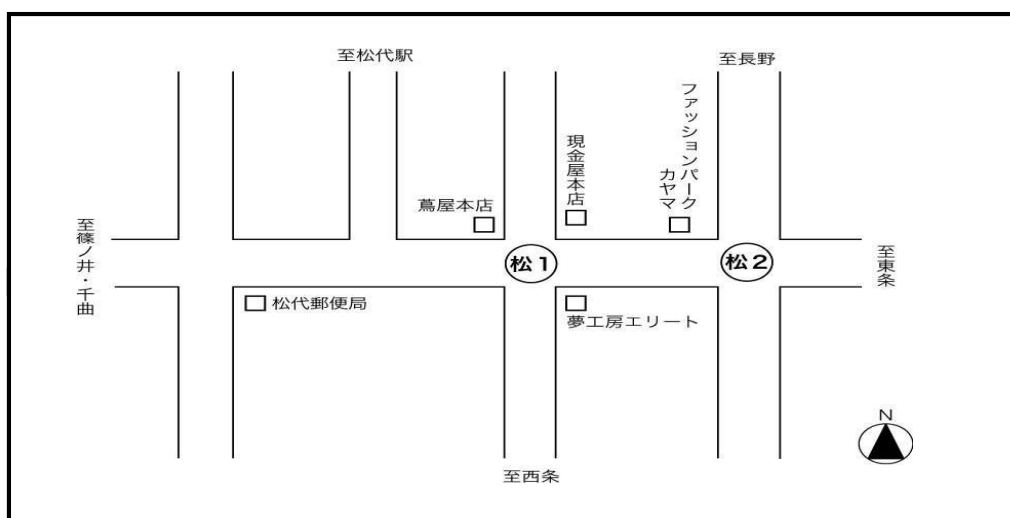 至松代駅
至長野
ファッションパーク
カヤマ
現金屋本店
蔦屋本店
至篠ノ井・千曲
松1
松2
至東条
松代郵便局
夢工房エリート
N
至西条